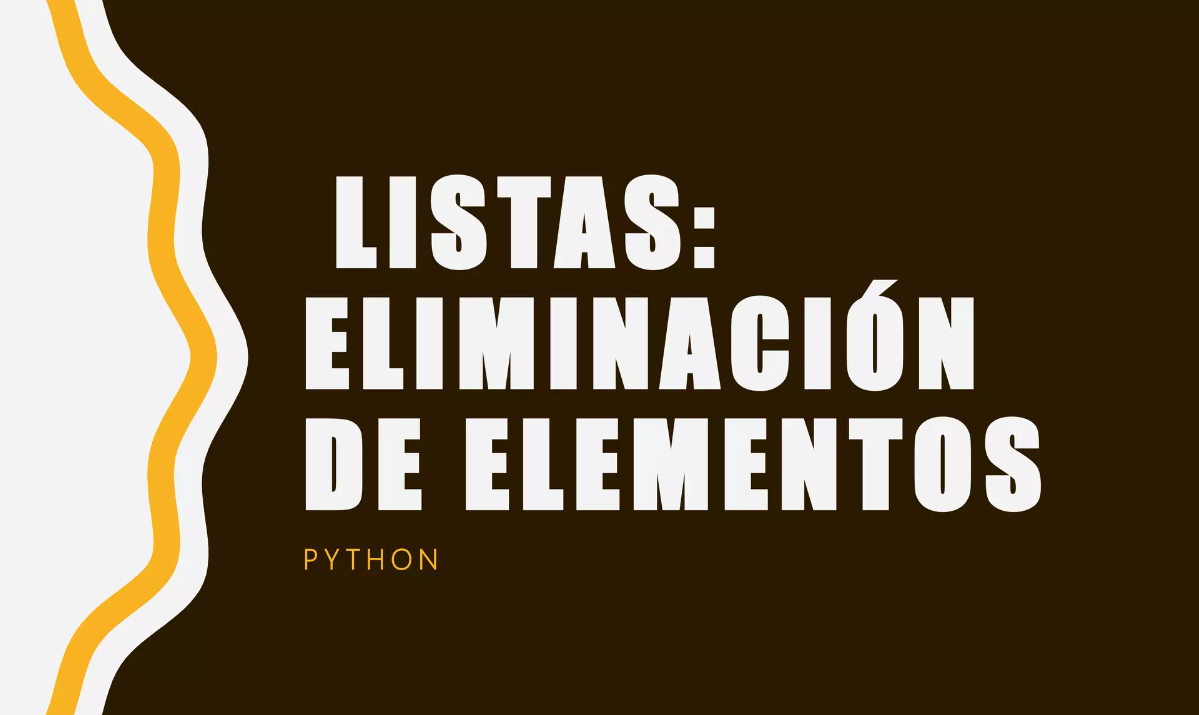 LISTAS:
ELIMINACIÓN
DE ELEMENTOS
PYTHON